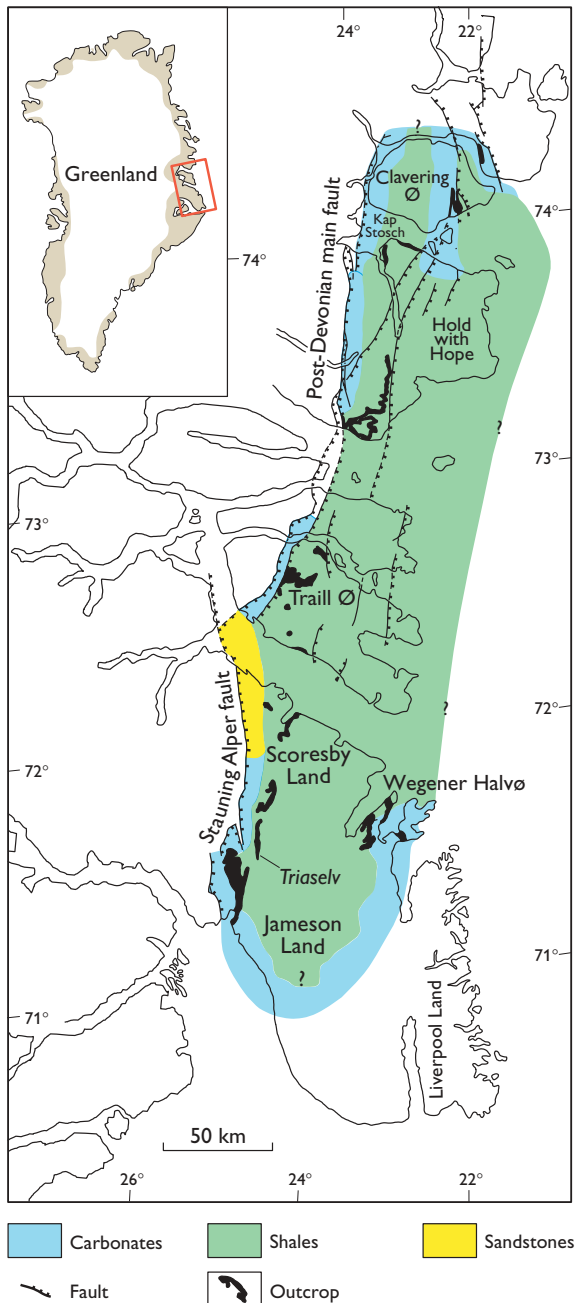 24°
22°
Greenland
74°
Clavering
Ø
Kap
Stosch
74°
Post-Devonian main fault
Hold
with
Hope
?
?
73°
73°
Traill Ø
?
72°
72°
Stauning Alper fault
Scoresby
Land
Wegener Halvø
Triaselv
Jameson
Land
?
71°
71°
Liverpool Land
50 km
26°
24°
22°
Carbonates
Shales
Sandstones
Fault
Outcrop